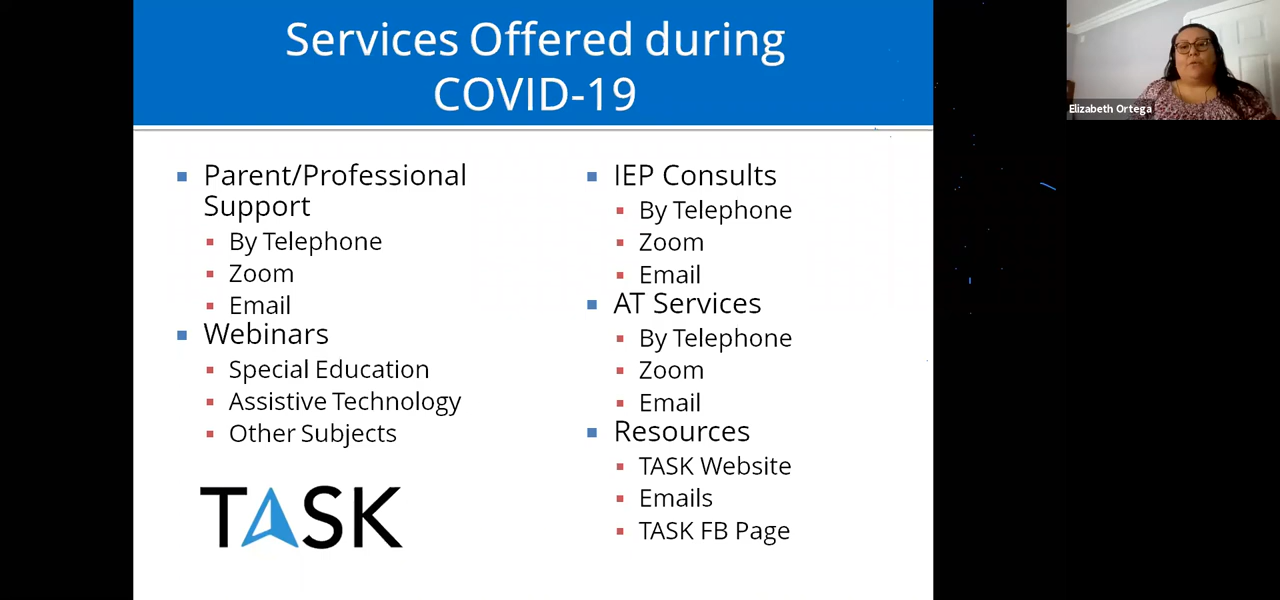 Services Offered during
COVID-19
Parent/Professional
Support
By Telephone
Zoom
Email
Webinars
Special Education
Assistive Technology
Other Subjects
TASK
IEP Consults
By Telephone
Zoom
Email
AT Services
By Telephone
Zoom
Email
Resources
TASK Website
Emails
TASK FB Page
Elizabeth Ortega